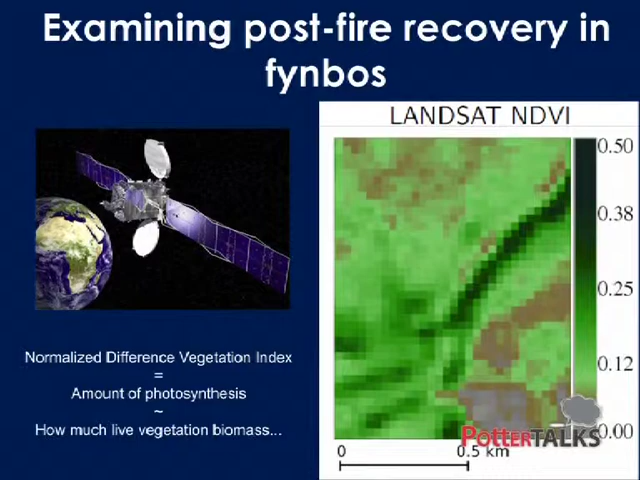 Examining post-fire recovery in
fynbos
LANDSAT NDVI
0.50
0.38
0.25
0.12
0.00
Normalized Difference Vegetation Index
=
Amount of photosynthesis
~
How much live vegetation biomass...
POTTERTALKS
0
0.5 km